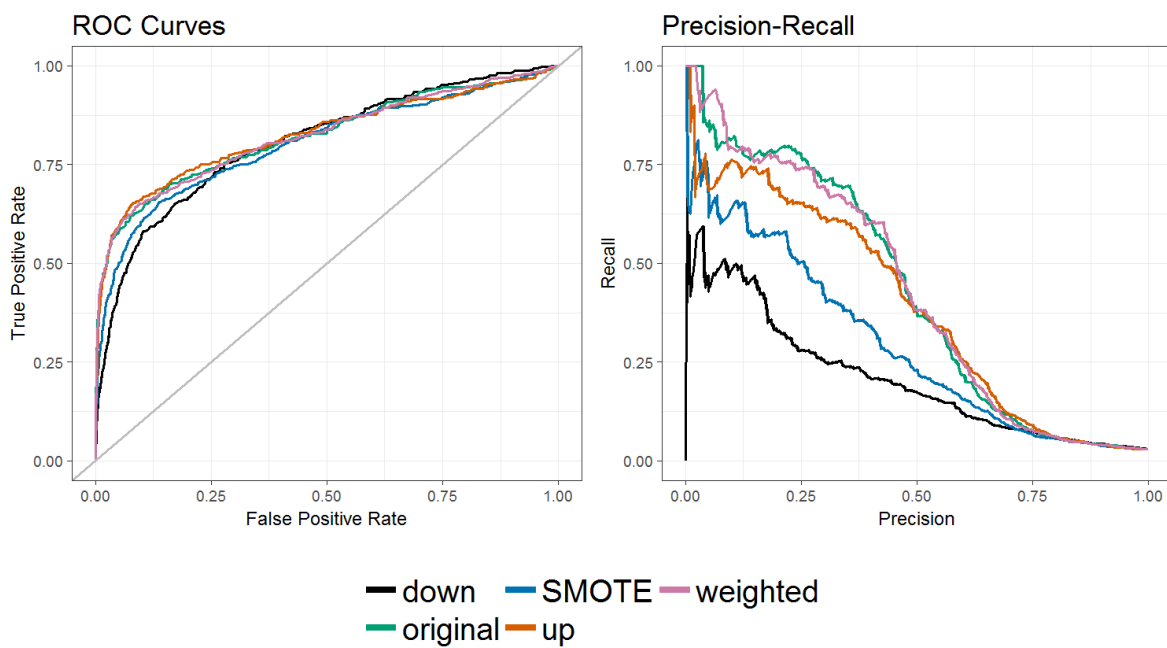 ROC Curves
1.00
0.75
0.50
0.25
0.00
True Positive Rate
0.00 0.25 0.50 0.75 1.00
False Positive Rate
Precision-Recall
1.00
0.75
0.50
0.25
0.00
Recall
0.00 0.25 0.50 0.75 1.00
Precision
down SMOTE weighted
original up